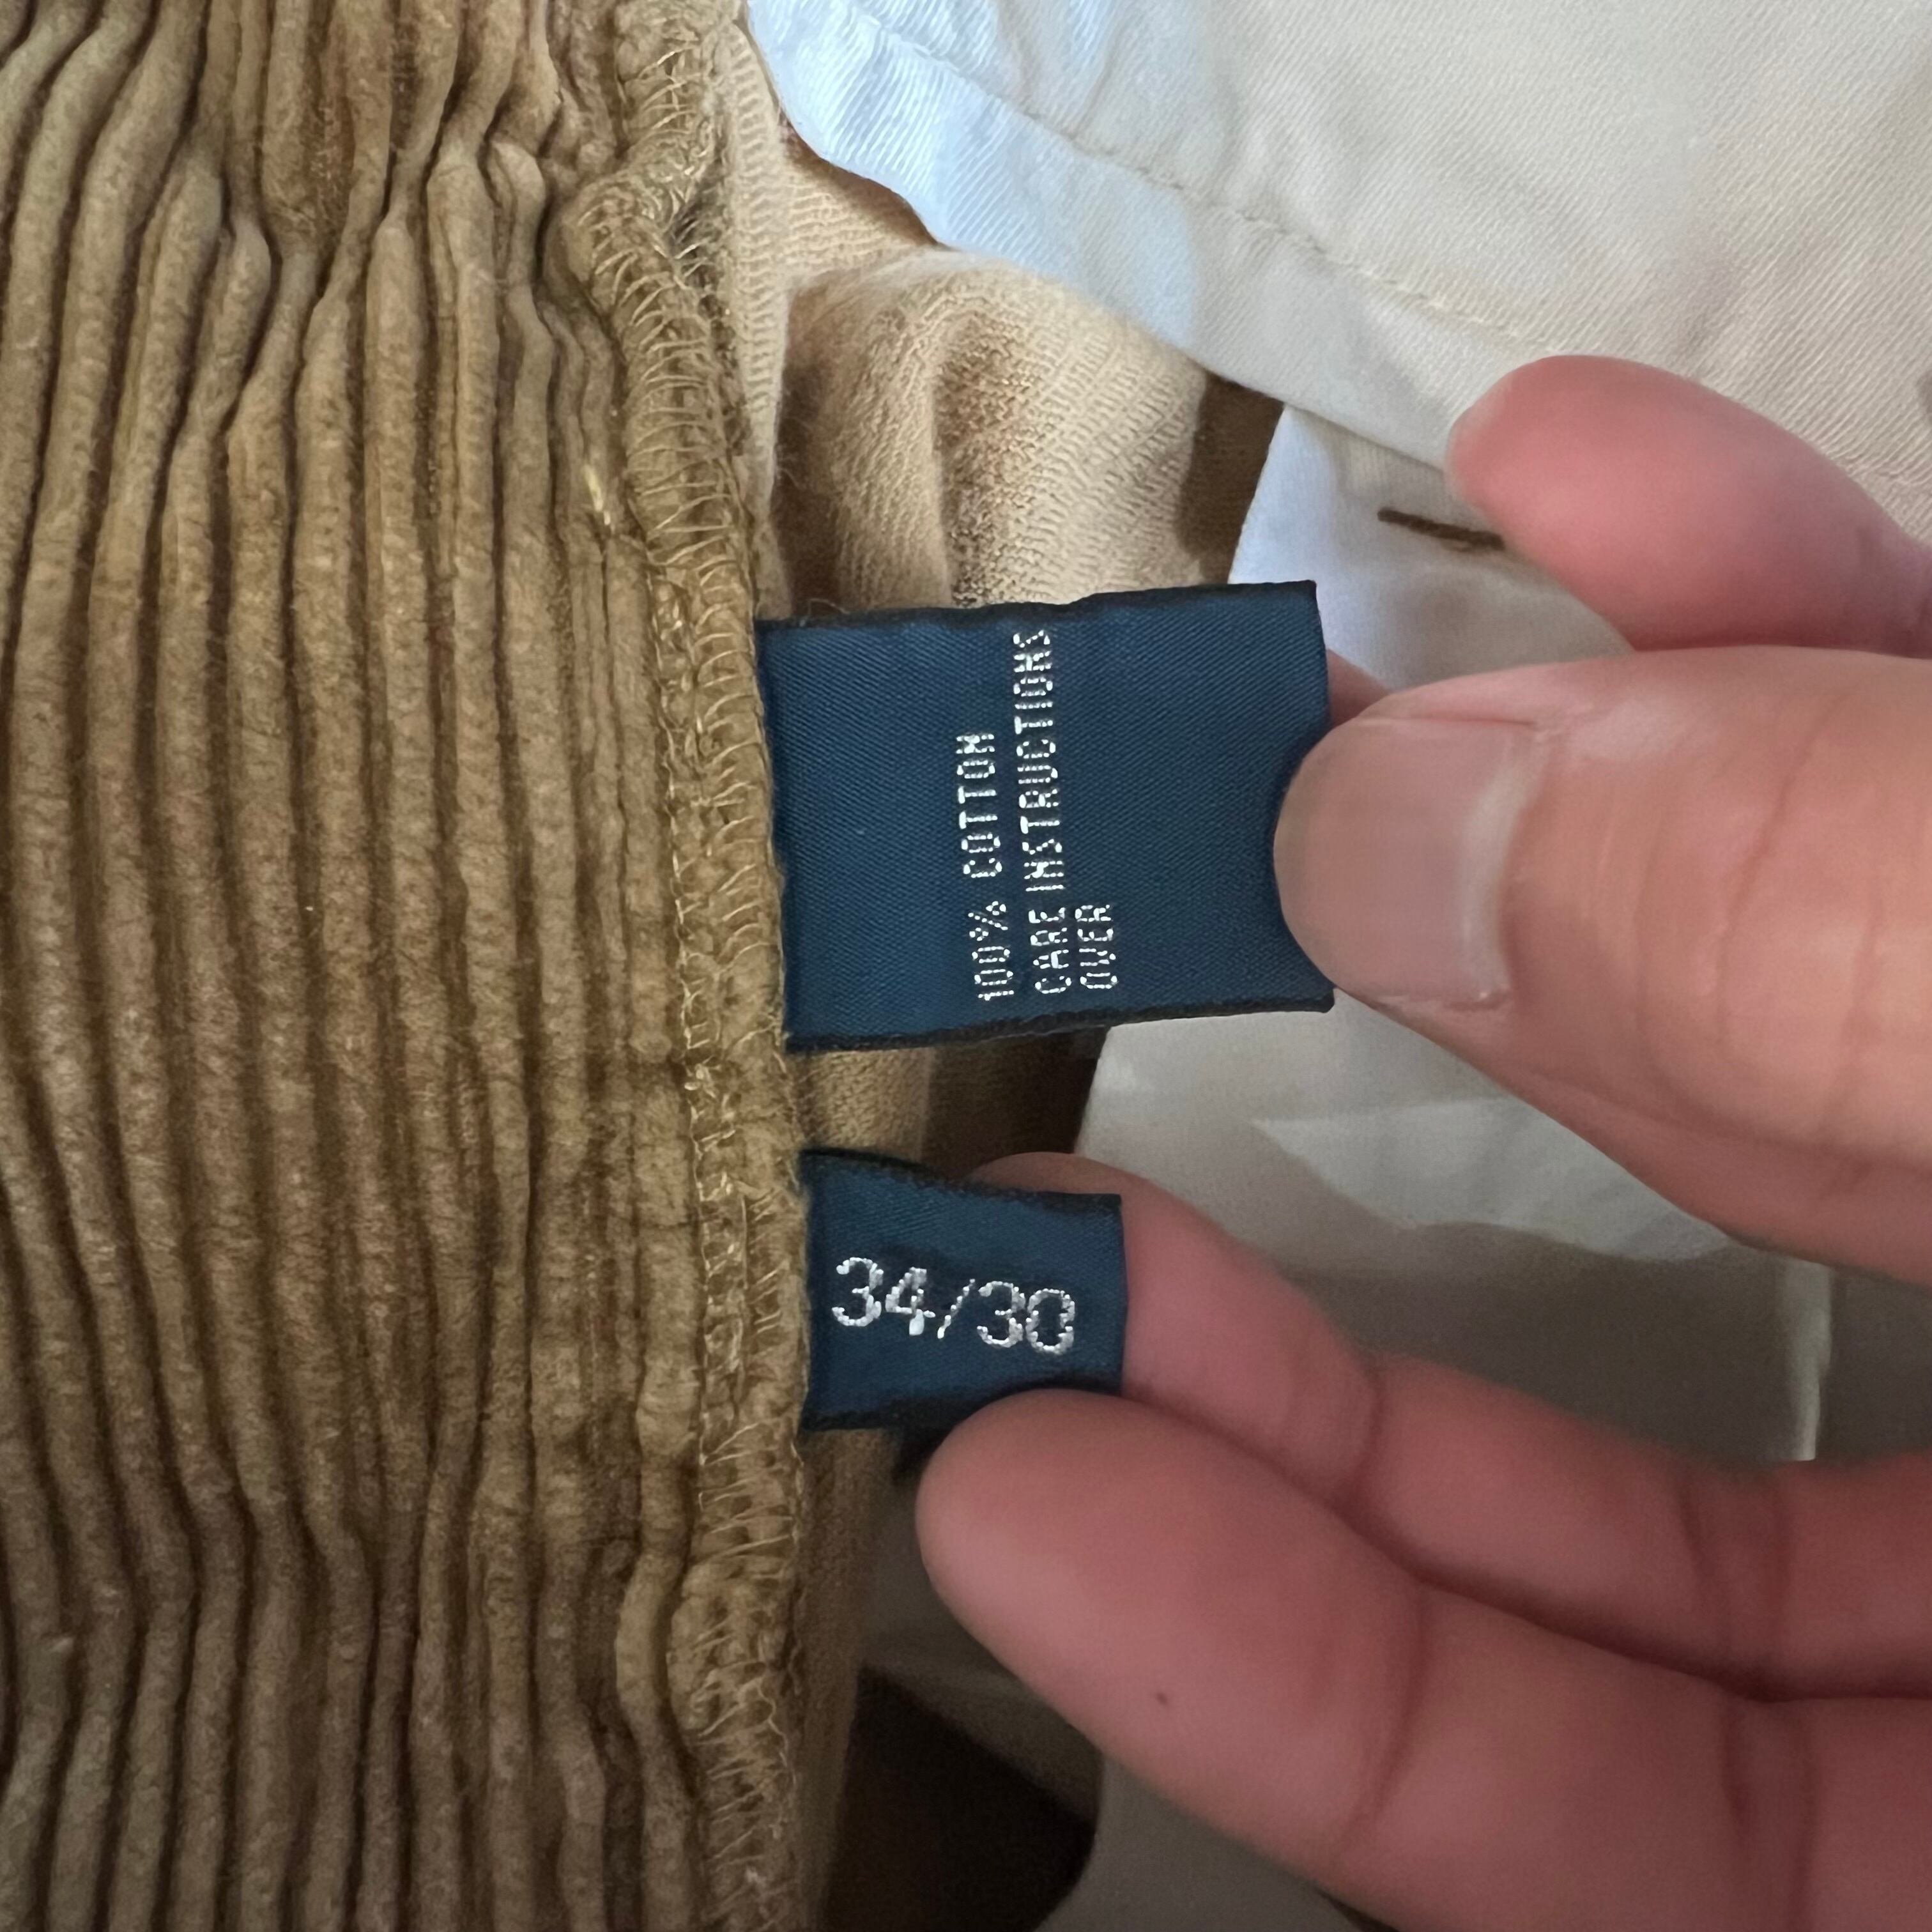 100% COTTON
CARE INSTRUCTIONS
OVER
34/30